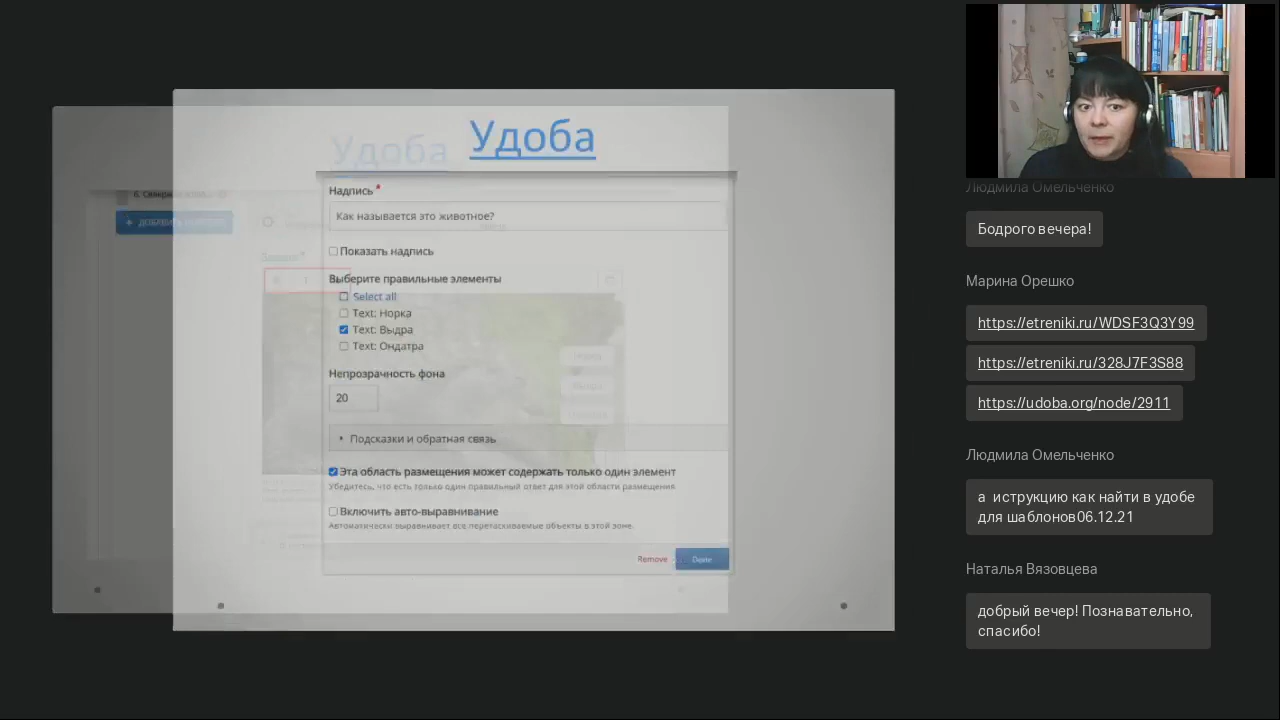 Удоба
Удоба
Надпись *
Как называется это животное?
Показать надпись
Выберите правильные элементы
Select all
Text: Норка
Text: Выдра
Text: Ондатра
Непрозрачность фона
20
Подсказки и обратная связь
Эта область размещения может содержать только один элемент
Убедитесь, что есть только один правильный ответ для этой области размещения
Включить авто-выравнивание
Автоматически выравнивает все перетаскиваемые объекты в этой зоне.
Remove
Done
Людмила Омельченко
Бодрого вечера!
Марина Орешко
https://etreniki.ru/WDSF3Q3Y99
https://etreniki.ru/328J7F3S88
https://udoba.org/node/2911
Людмила Омельченко
а иструкцию как найти в удобе
для шаблонов06.12.21
Наталья Вязовцева
добрый вечер! Познавательно,
спасибо!